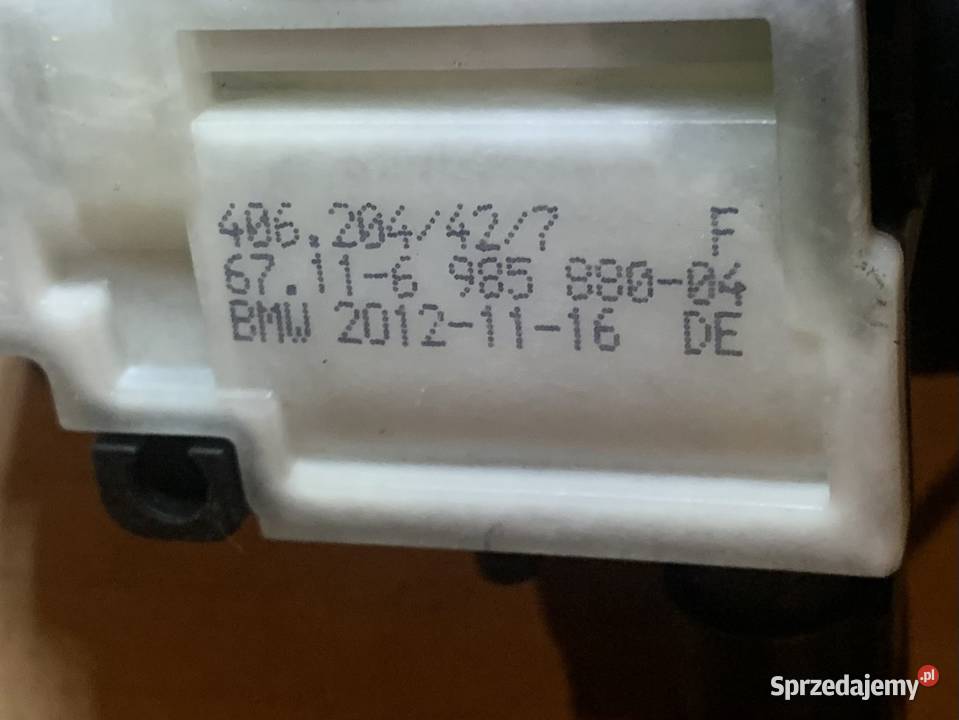 406.204/42/7 F
67.11-6 985 880-04
BMW 2012-11-16 DE
Sprzedajemy.pl